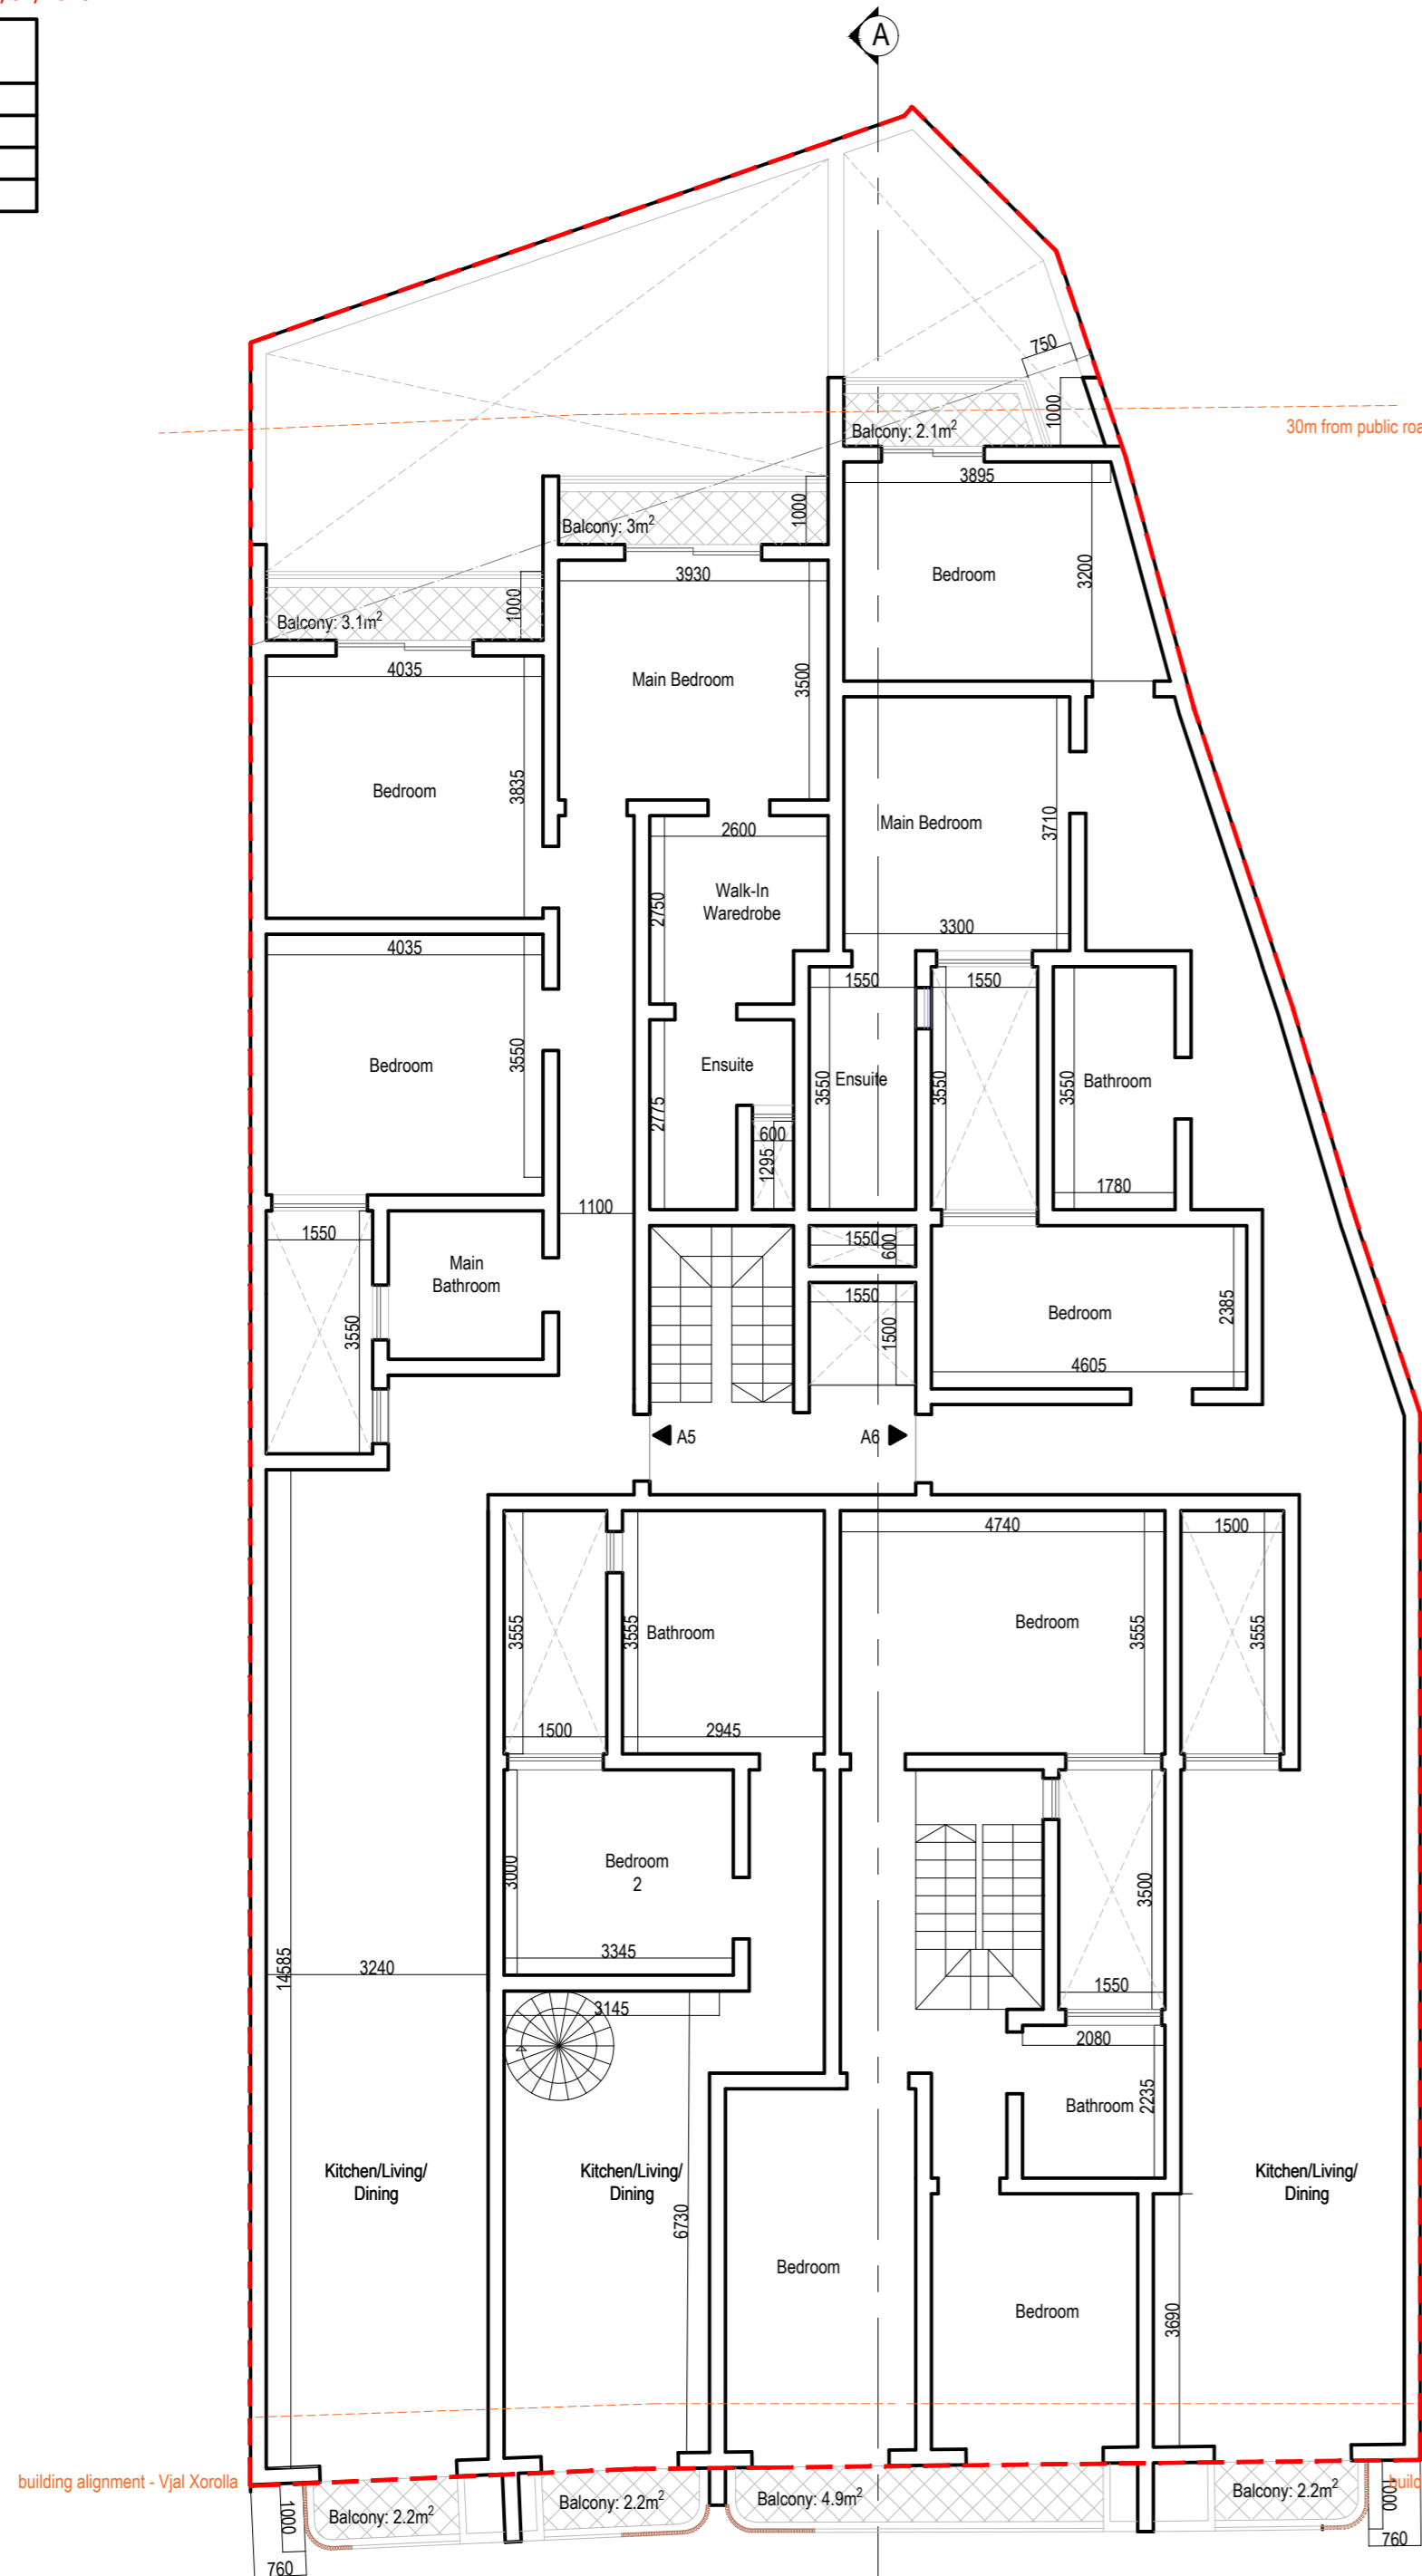 A
750
1000
Balcony: 2.1m²
30m from public roa
3895
Balcony: 3m²
1000
3930
Bedroom
3200
Balcony: 3.1m²
1000
4035
Main Bedroom
3500
Bedroom
3835
Main Bedroom
3710
2600
Walk-In
Waredrobe
2750
3300
4035
1550
1550
Bedroom
3550
Ensuite
2775
Ensuite
3550
3550
Bathroom
3550
600
1295
1780
1100
1550
Main
Bathroom
3550
1550
600
1550
1500
Bedroom
2385
4605
A5
A6
4740
1500
3555
3555
Bathroom
Bedroom
3555
3555
1500
2945
Bedroom
2
3000
3345
3500
14585
3240
1550
3145
2080
Bathroom
2235
Kitchen/Living/
Dining
Kitchen/Living/
Dining
Kitchen/Living/
Dining
6730
Bedroom
Bedroom
3690
building alignment - Vjal Xorolla
build
Balcony: 2.2m²
Balcony: 2.2m²
Balcony: 4.9m²
Balcony: 2.2m²
1000
1000
760
760